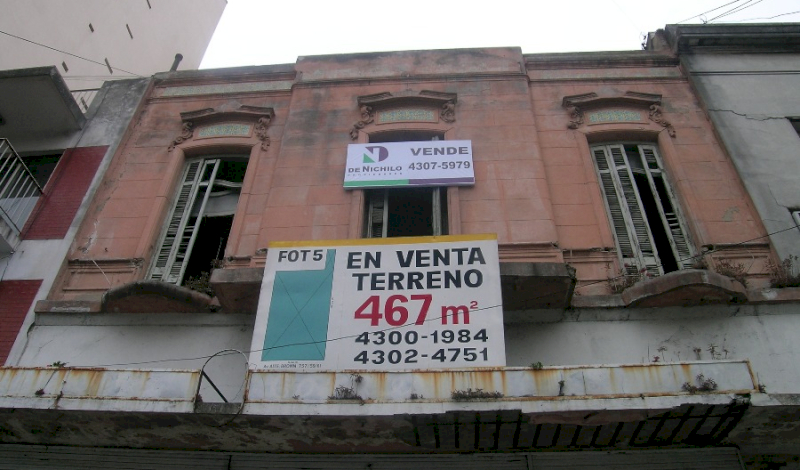 VENDE
DE NICHILO 4307-5979
FOT 5
EN VENTA
TERRENO
467 m²
4300-1984
4302-4751